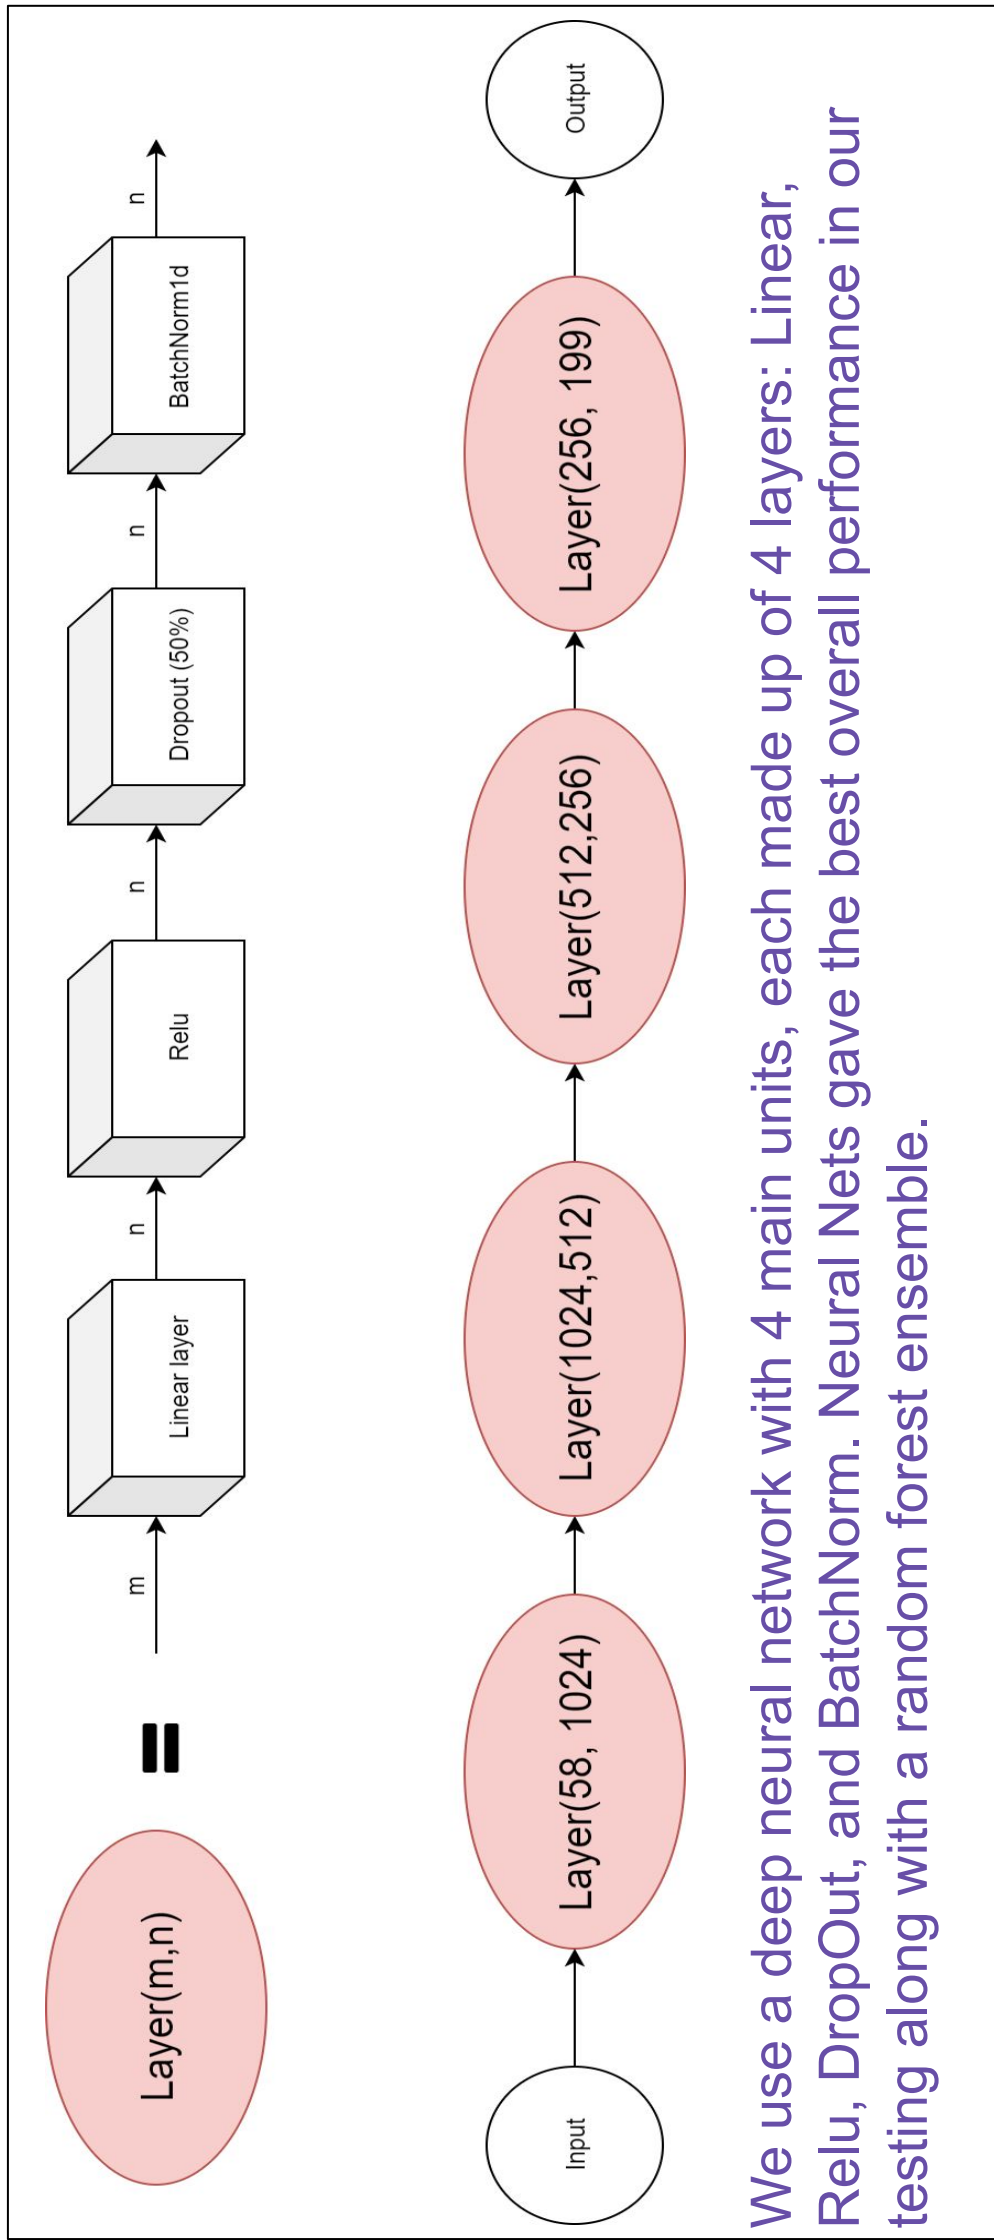 Layer(m,n)
=
m
Linear layer
n
Relu
n
Dropout (50%)
n
BatchNorm1d
n
Input
Layer(58, 1024)
Layer(1024,512)
Layer(512,256)
Layer(256, 199)
Output
We use a deep neural network with 4 main units, each made up of 4 layers: Linear,
Relu, DropOut, and BatchNorm. Neural Nets gave the best overall performance in our
testing along with a random forest ensemble.